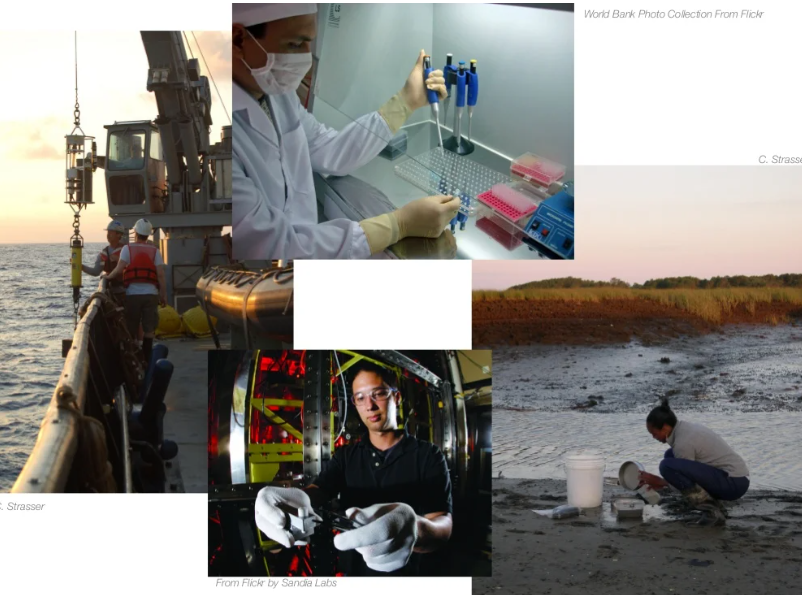 World Bank Photo Collection From Flickr
C. Strasse
. Strasser
From Flickr by Sandia Labs